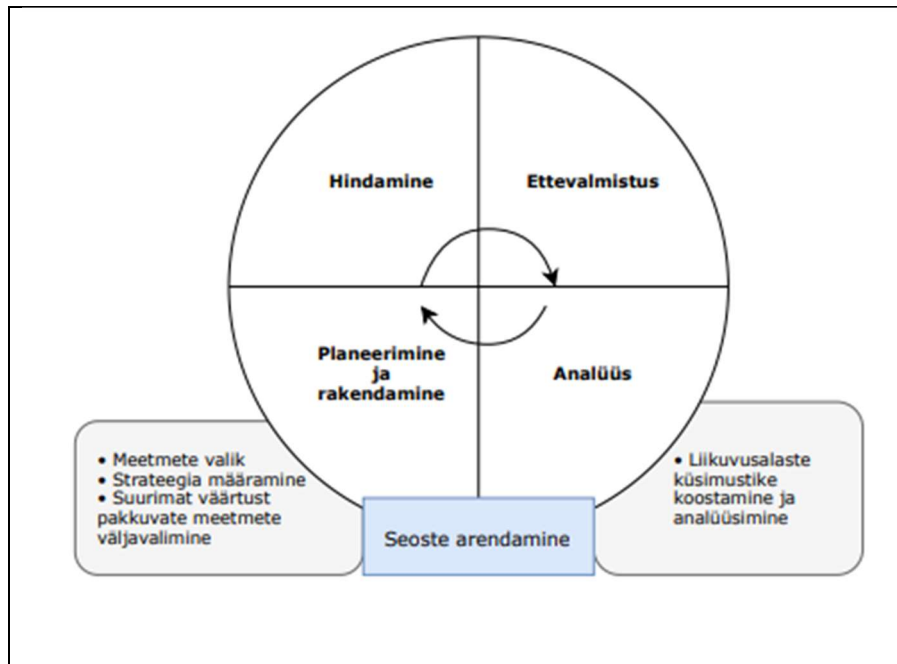 Hindamine
Ettevalmistus
Planeerimine
ja
rakendamine
Analüüs
• Meetmete valik
• Strateegia määramine
• Suurimat väärtust
pakkuvate meetmete
väljavalimine
Seoste arendamine
• Liikuvusalaste
küsimustike
koostamine ja
analüüsimine